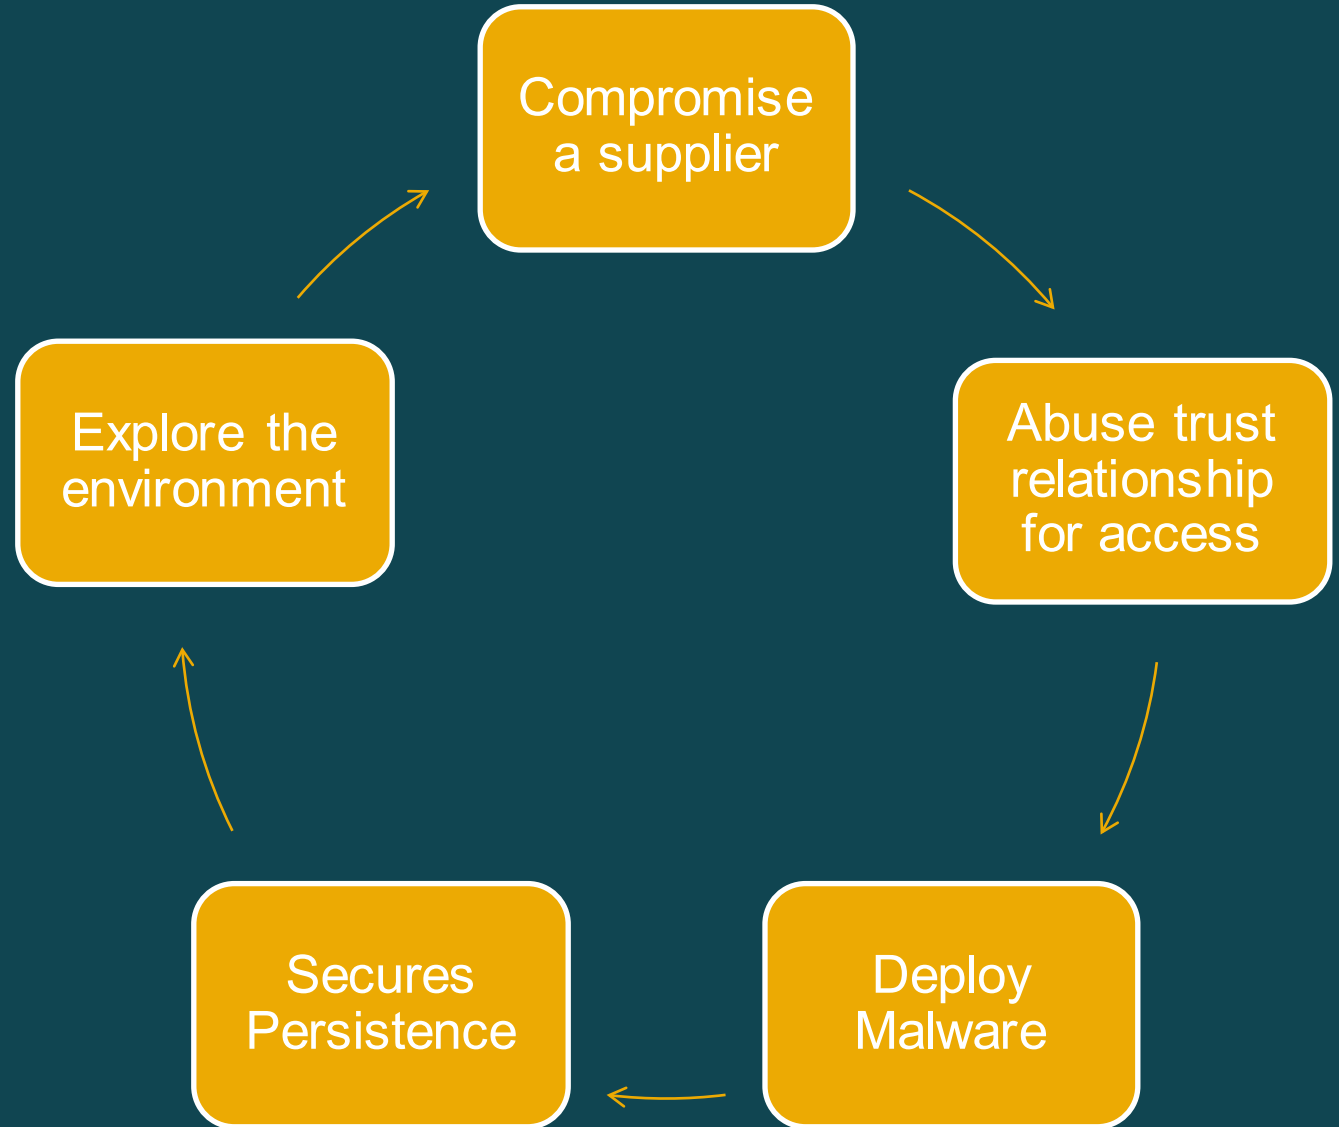 Compromise
a supplier
Abuse trust
relationship
for access
Deploy
Malware
Secures
Persistence
Explore the
environment